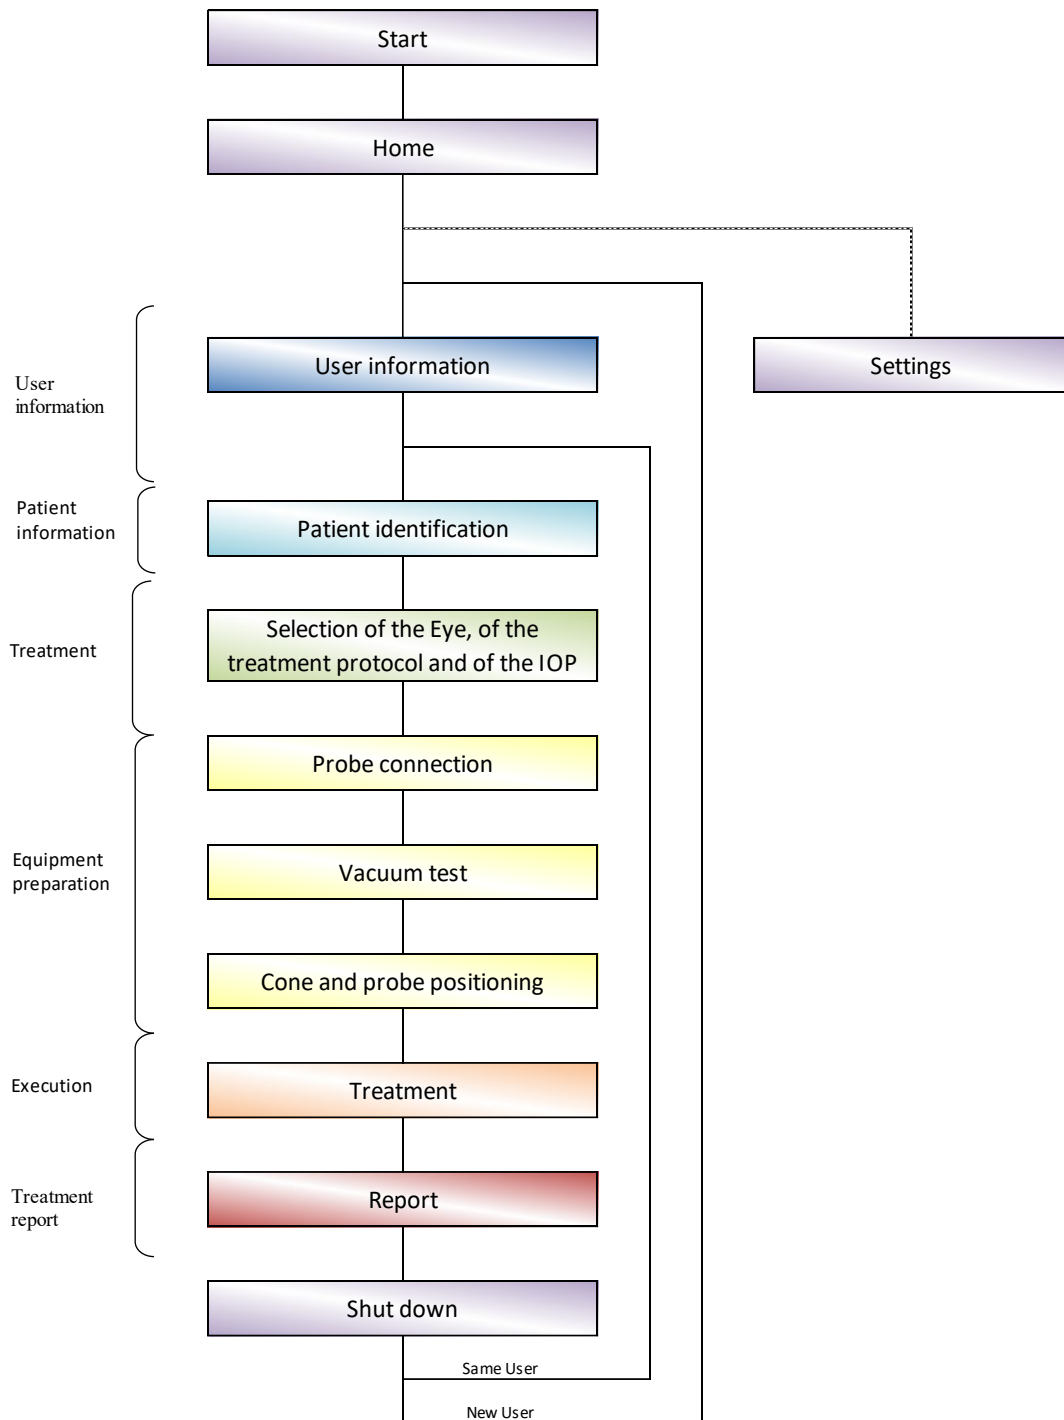 Start
Home
User information
Settings
User
information
Patient
information
Patient identification
Treatment
Selection of the Eye, of the
treatment protocol and of the IOP
Probe connection
Equipment
preparation
Vacuum test
Cone and probe positioning
Execution
Treatment
Treatment
report
Report
Shut down
Same User
New User